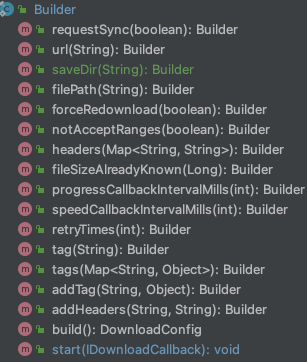 Builder
requestSync(boolean): Builder
url(String): Builder
saveDir(String): Builder
filePath(String): Builder
forceRedownload(boolean): Builder
notAcceptRanges(boolean): Builder
headers(Map<String, String>): Builder
fileSizeAlreadyKnown(Long): Builder
progressCallbackIntervalMills(int): Builder
speedCallbackIntervalMills(int): Builder
retryTimes(int): Builder
tag(String): Builder
tags(Map<String, Object>): Builder
addTag(String, Object): Builder
addHeaders(String, String): Builder
build(): DownloadConfig
start(IDownloadCallback): void